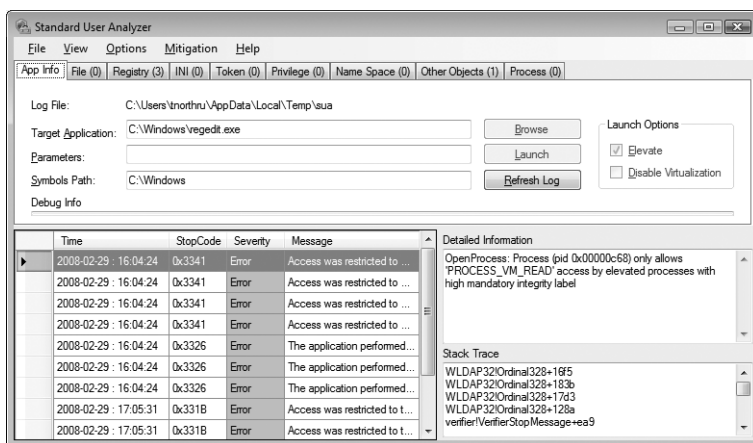 Standard User Analyzer
File View Options Mitigation Help
App Info File (0) Registry (3) INI (0) Token (0) Privilege (0) Name Space (0) Other Objects (1) Process (0)
Log File: C:\Users\tnorthru\AppData\Local\Temp\sua
Target Application: C:\Windows\regedit.exe Browse
Parameters: Launch
Symbols Path: C:\Windows Refresh Log
Launch Options
Elevate
Disable Virtualization
Debug Info
Time StopCode Severity Message
2008-02-29 : 16:04:24 0x3341 Error Access was restricted to ...
2008-02-29 : 16:04:24 0x3341 Error Access was restricted to ...
2008-02-29 : 16:04:24 0x3341 Error Access was restricted to ...
2008-02-29 : 16:04:24 0x3341 Error Access was restricted to ...
2008-02-29 : 16:04:24 0x3326 Error The application performed...
2008-02-29 : 16:04:24 0x3326 Error The application performed...
2008-02-29 : 16:04:24 0x3326 Error The application performed...
2008-02-29 : 17:05:31 0x331B Error Access was restricted to t...
2008-02-29 : 17:05:31 0x331B Error Access was restricted to t...
Detailed Information
OpenProcess: Process (pid 0x00000c68) only allows
'PROCESS_VM_READ' access by elevated processes with
high mandatory integrity label
Stack Trace
WLDAP32!Ordinal328+16f5
WLDAP32!Ordinal328+183b
WLDAP32!Ordinal328+17d3
WLDAP32!Ordinal328+128a
verifier!VerifierStopMessage+ea9